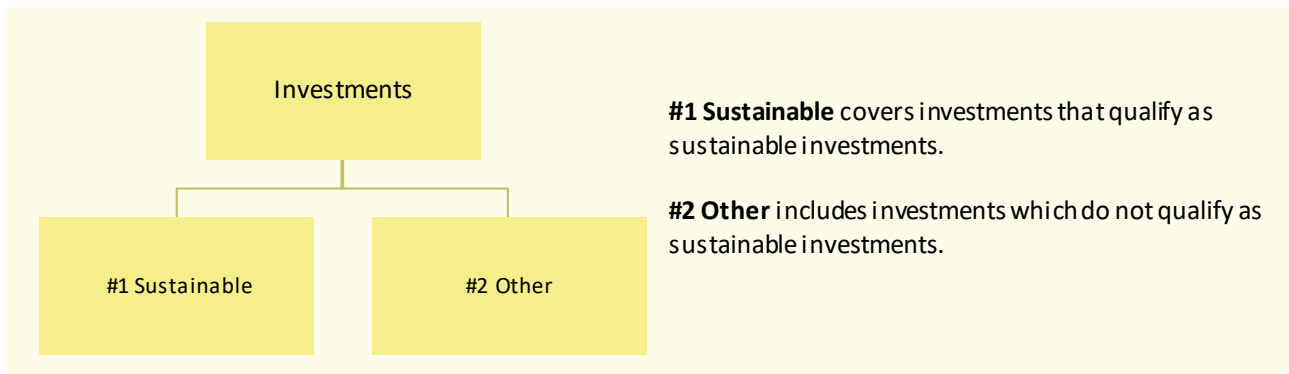 Investments
#1 Sustainable
#2 Other
#1 Sustainable covers investments that qualify as
sustainable investments.
#2 Other includes investments which do not qualify as
sustainable investments.